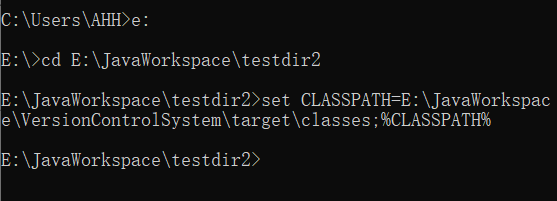 C:\Users\AHH>e:
E:\>cd E:\JavaWorkspace\testdir2
E:\JavaWorkspace\testdir2>set CLASSPATH=E:\JavaWorkspac
e\VersionControlSystem\target\classes;%CLASSPATH%
E:\JavaWorkspace\testdir2>